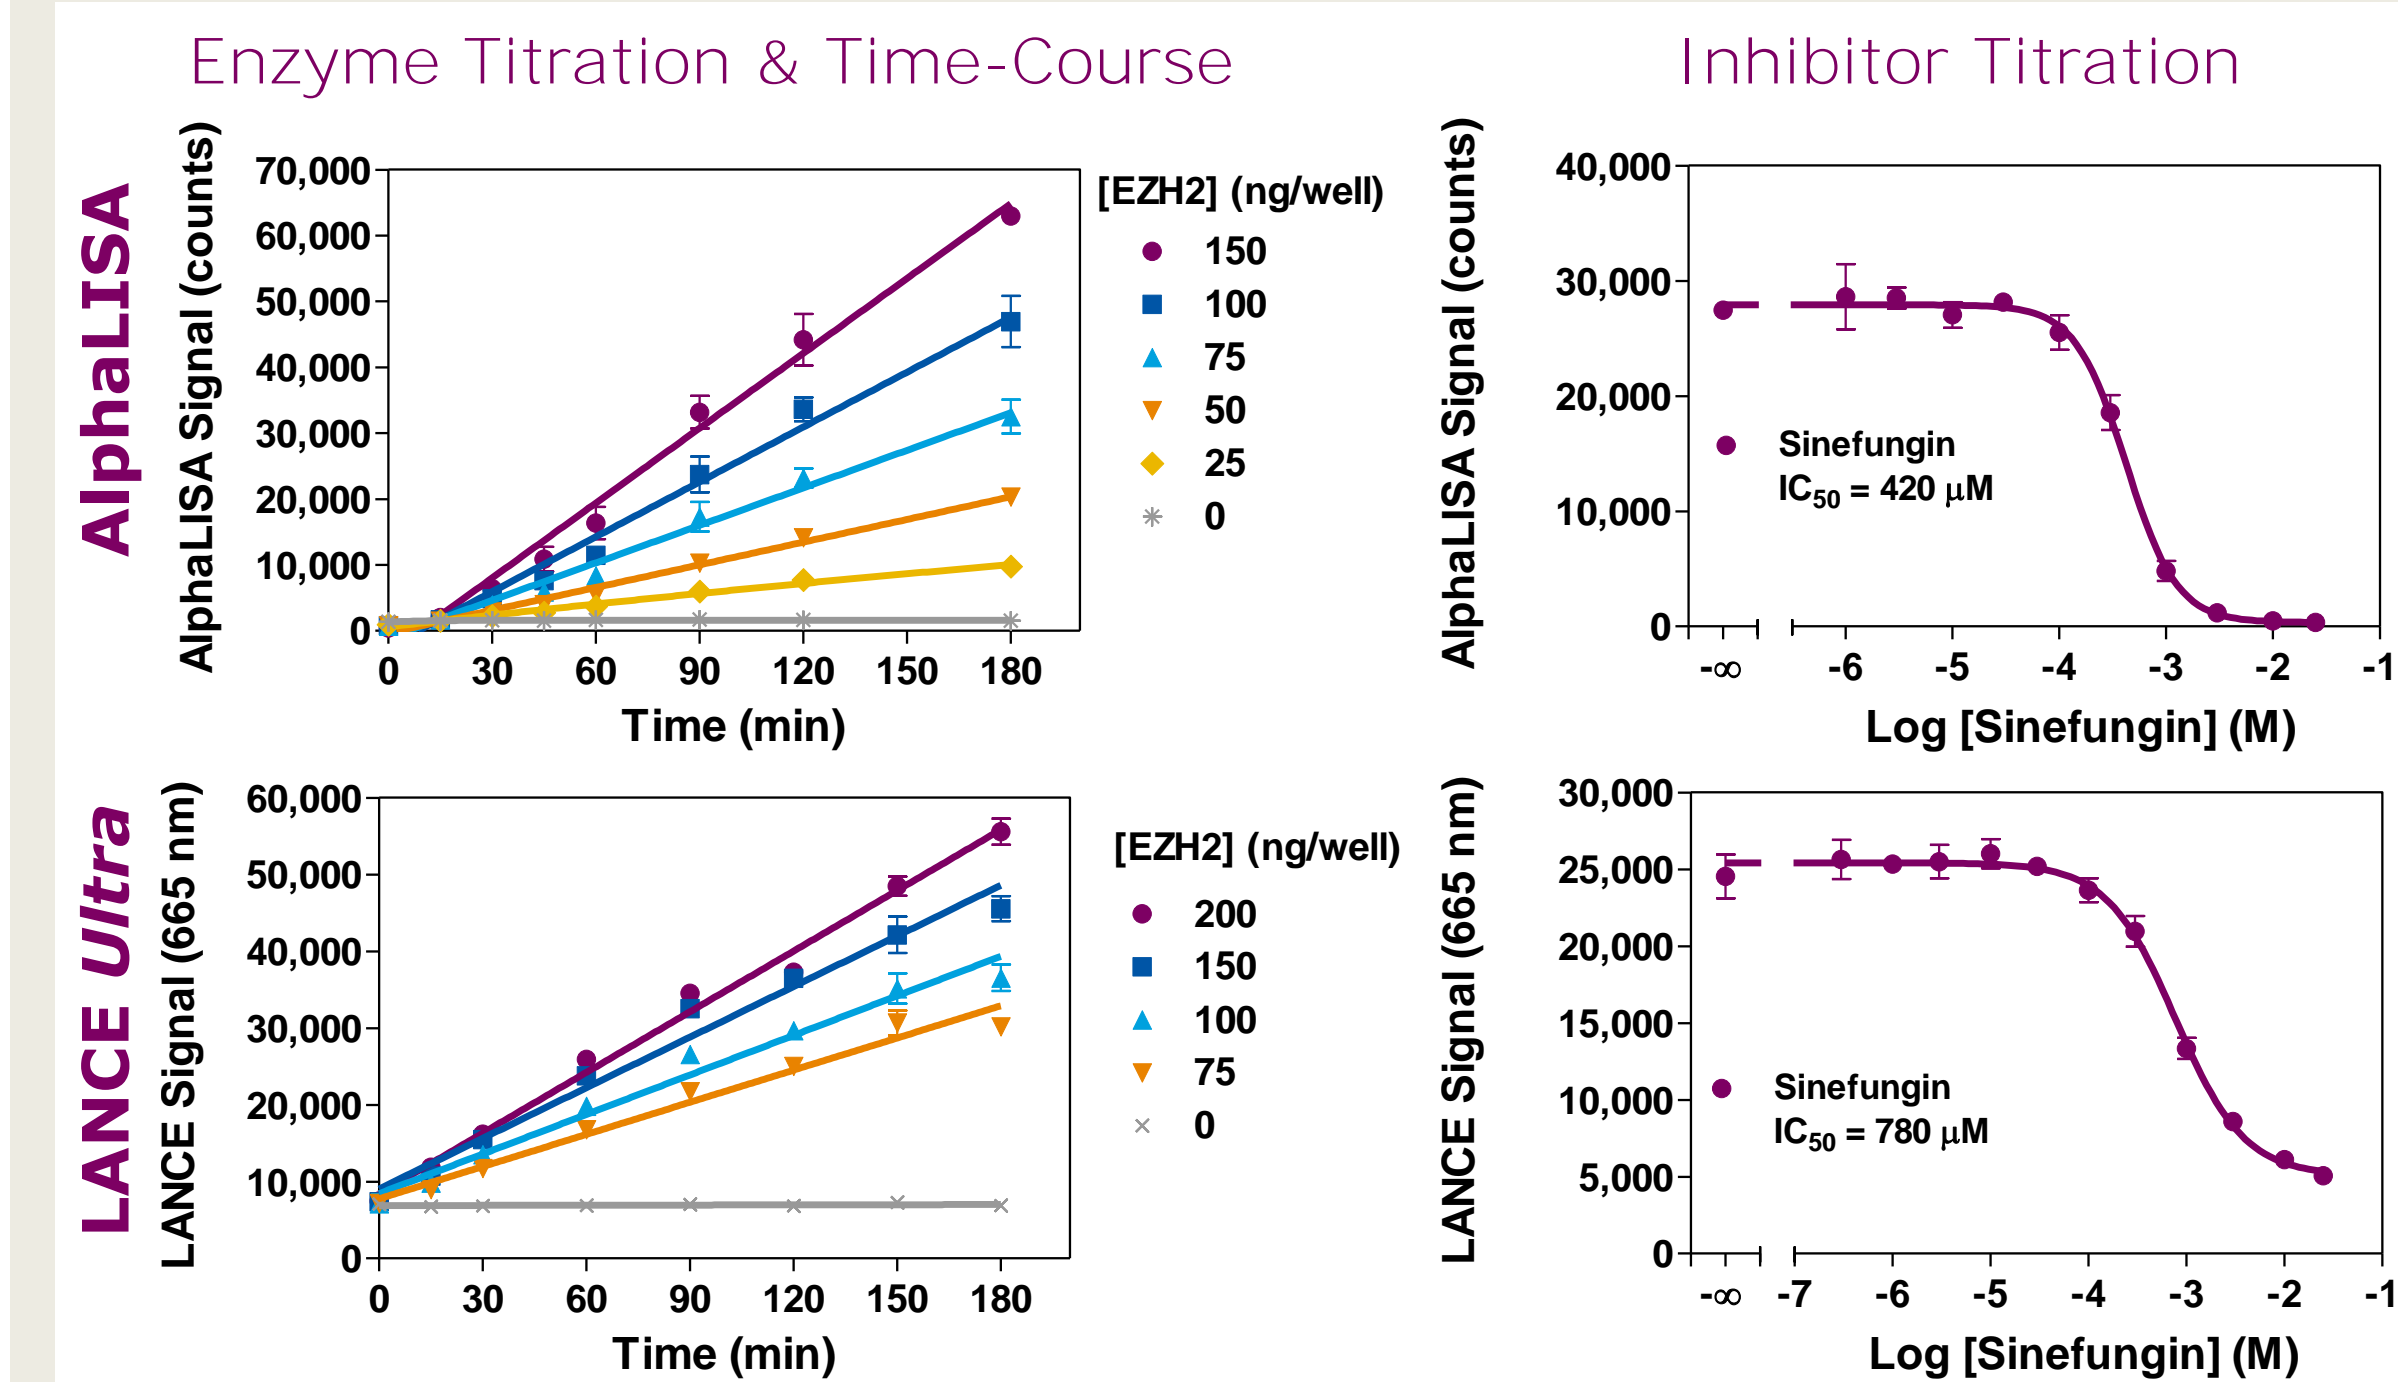 Enzyme Titration & Time-Course
Inhibitor Titration
AlphaLISA
AlphaLISA Signal (counts)
70,000
60,000
50,000
40,000
30,000
20,000
10,000
0
0 30 60 90 120 150 180
Time (min)
[EZH2] (ng/well)
150
100
75
50
25
0
AlphaLISA Signal (counts)
40,000
30,000
20,000
10,000
0
-∞ -6 -5 -4 -3 -2 -1
Log [Sinefungin] (M)
Sinefungin
IC50 = 420 µM
LANCE Ultra
LANCE Signal (665 nm)
60,000
50,000
40,000
30,000
20,000
10,000
0
0 30 60 90 120 150 180
Time (min)
[EZH2] (ng/well)
200
150
100
75
0
LANCE Signal (665 nm)
30,000
25,000
20,000
15,000
10,000
5,000
0
-∞ -7 -6 -5 -4 -3 -2 -1
Log [Sinefungin] (M)
Sinefungin
IC50 = 780 µM